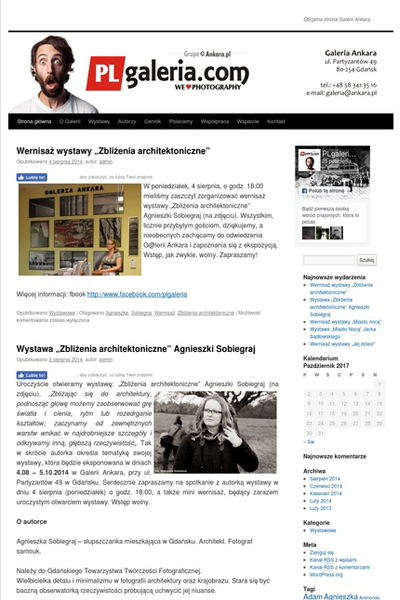 Oficjalna strona Galerii Ankara.
Grupa Ankara.pl
PLgaleria.com
WE PHOTOGRAPHY
Galeria Ankara
ul. Partyzantów 49
80-254 Gdańsk
tel.: +48 58 341 35 16
e-mail: galeria@ankara.pl
Strona główna O Galerii Wystawy Autorzy Cennik Polecamy Współpraca Wsparcie Kontakt
Wernisaż wystawy „Zbliżenia architektoniczne”
Opublikowano 4 sierpnia 2014, autor: admin
Lubię to! , aby zobaczyć, co lubią Twoi znajomi.
GALERIA ANKARA
W poniedziałek, 4 sierpnia, o godz. 18:00
mieliśmy zaszczyt zorganizować wernisaż
wystawy „Zbliżenia architektoniczne”
Agnieszki Sobiegraj (na zdjęciu). Wszystkim,
licznie przybyłym gościom, dziękujemy, a
nieobecnych zachęcamy do odwiedzenia
G@lerii Ankara i zapoznania się z ekspozycją.
Wstęp, jak zwykle, wolny. Zapraszamy!
Więcej informacji: fbook http://www.facebook.com/plgaleria
Opublikowano Wystawowe | Otagowano Agnieszka, Sobiegraj, Wernisaż, Zbliżenia architektoniczne | Możliwość
komentowania została wyłączona
Wystawa „Zbliżenia architektoniczne” Agnieszki Sobiegraj
Opublikowano 4 sierpnia 2014, autor: admin
Lubię to! , aby zobaczyć, co lubią Twoi znajomi.
Uroczyście otwieramy wystawę: „Zbliżenia architektoniczne” Agnieszki Sobiegraj (na
zdjęciu). „Zbliżając się do architektury,
podnosząc głowę możemy zaobserwować grę
światła i cienia, rytm lub rozedrganie
kształtów; zaczynamy od zewnętrznych
warstw wnikać w najdrobniejsze szczegóły i
odkrywamy inną, głębszą rzeczywistość„. Tak
w skrócie autorka określa tematykę swojej
wystawy, która będzie eksponowana w dniach
4.08 – 5.10.2014 w Galerii Ankara, przy ul.
Partyzantów 49 w Gdańsku. Serdecznie zapraszamy na spotkanie z autorką wystawy w
dniu 4 sierpnia (poniedziałek) o godz. 18:00, a także mini wernisaż, będący zarazem
uroczystym otwarciem wystawy. Wstęp wolny.
O autorce
Agnieszka Sobiegraj – słupszczanka mieszkająca w Gdańsku. Architekt. Fotograf
samouk.
Należy do Gdańskiego Towarzystwa Twórczości Fotograficznej.
Wielbicielka detalu i minimalizmu w fotografii architektury oraz krajobrazu. Stara się być
baczną obserwatorką rzeczywistości próbującą uchwycić jej niuanse.
PL galeri...
Polub tę stronę
Bądź pierwszą osobą
wśród znajomych, która to
polubi
Szukaj
Najnowsze wydarzenia
Wernisaż wystawy „Zbliżenia
architektoniczne”
Wystawa „Zbliżenia
architektoniczne” Agnieszki
Sobiegraj
Wernisaż wystawy „Miasto nocą”
Wystawa „Miasto Nocą” Jacka
Sadłowskiego
Wernisaż wystawy „Jej dzieci”
Kalendarium
Październik 2017
P W Ś C P S N
1
2 3 4 5 6 7 8
9 10 11 12 13 14 15
16 17 18 19 20 21 22
23 24 25 26 27 28 29
30 31
« Sie
Najnowsze komentarze
Archiwa
Sierpień 2014
Czerwiec 2014
Kwiecień 2014
Luty 2014
Luty 2013
Kategorie
Wystawowe
Meta
Zaloguj się
Kanał RSS z wpisami
Kanał RSS z komentarzami
WordPress.org
Tagi
Adam Agnieszka Animonda